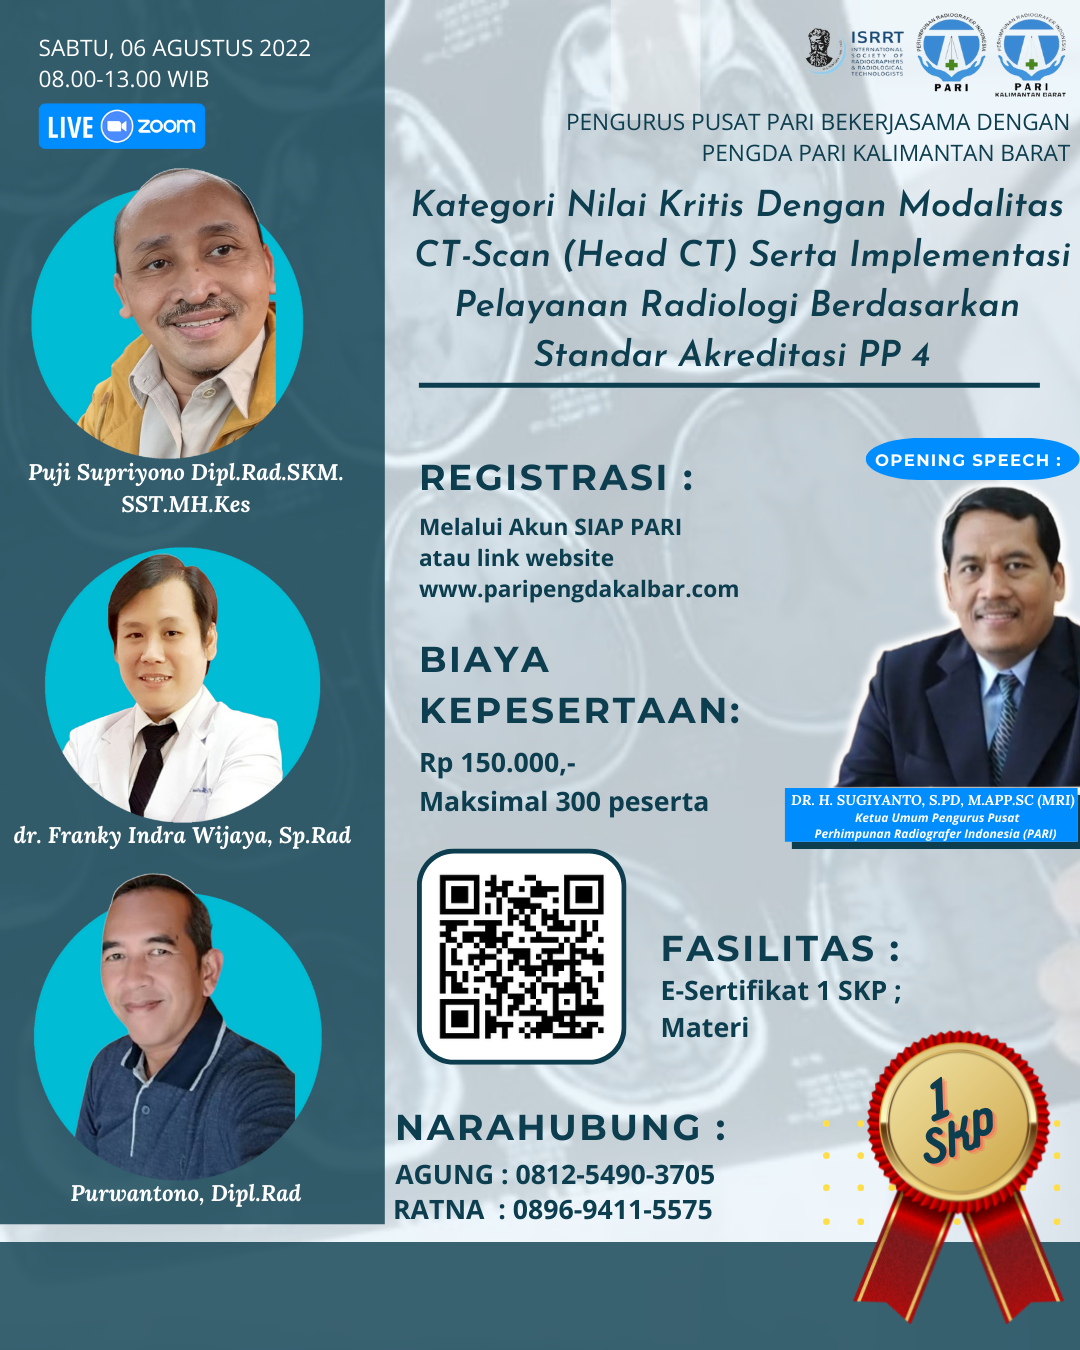 SABTU, 06 AGUSTUS 2022
08.00-13.00 WIB
LIVE zoom
Puji Supriyono Dipl.Rad.SKM.
SST.MH.Kes
dr. Franky Indra Wijaya, Sp.Rad
Purwantono, Dipl.Rad
ISRRT
INTERNATIONAL
SOCIETY OF
RADIOGRAPHERS
& RADIOLOGICAL
TECHNOLOGISTS
PERHIMPUNAN RADIOGRAFER INDONESIA
PARI
PERHIMPUNAN RADIOGRAFER INDONESIA
PARI
KALIMANTAN BARAT
PENGURUS PUSAT PARI BEKERJASAMA DENGAN
PENGDA PARI KALIMANTAN BARAT
Kategori Nilai Kritis Dengan Modalitas
CT-Scan (Head CT) Serta Implementasi
Pelayanan Radiologi Berdasarkan
Standar Akreditasi PP 4
REGISTRASI :
Melalui Akun SIAP PARI
atau link website
www.paripengdakalbar.com
BIAYA
KEPESERTAAN:
Rp 150.000,-
Maksimal 300 peserta
OPENING SPEECH :
DR. H. SUGIYANTO, S.PD, M.APP.SC (MRI)
Ketua Umum Pengurus Pusat
Perhimpunan Radiografer Indonesia (PARI)
FASILITAS :
E-Sertifikat 1 SKP ;
Materi
1
SKP
NARAHUBUNG :
AGUNG : 0812-5490-3705
RATNA : 0896-9411-5575